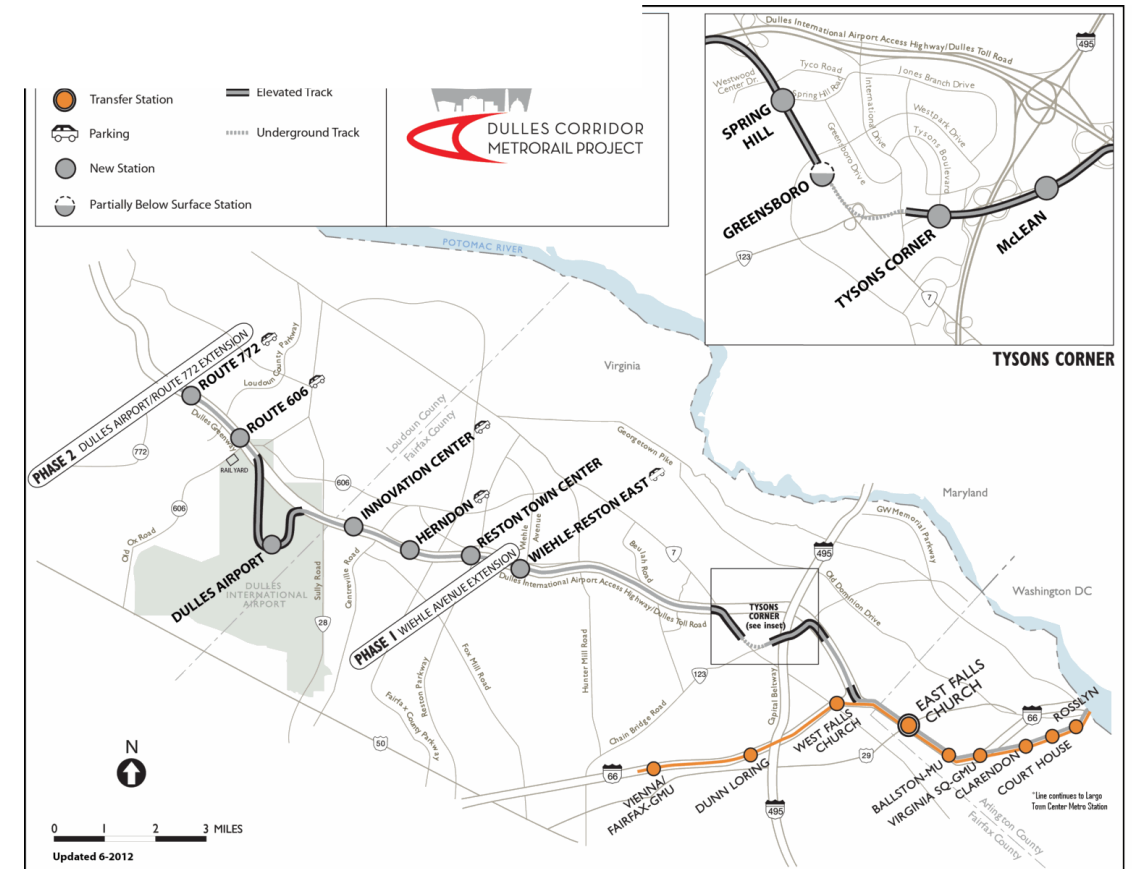 Transfer Station
Elevated Track
Parking
Underground Track
New Station
Partially Below Surface Station
DULLES CORRIDOR
METRORAIL PROJECT
Dulles International Airport Access Highway/Dulles Toll Road
495
Westwood
Center Dr.
Tyco Road
Spring Hill Road
Jones Branch Drive
International Drive
Westpark Drive
Tysons Boulevard
Greensboro Drive
SPRING
HILL
GREENSBORO
TYSONS CORNER
McLEAN
123
7
TYSONS CORNER
POTOMAC RIVER
Virginia
Maryland
Washington DC
PHASE 2 DULLES AIRPORT/ROUTE 772 EXTENSION
ROUTE 772
Loudoun County Parkway
ROUTE 606
Dulles Greenway
RAIL YARD
772
606
606
Old Ox Road
Loudoun County
Fairfax County
INNOVATION CENTER
HERNDON
RESTON TOWN CENTER
WIEHLE-RESTON EAST
Wiehle
Avenue
PHASE 1 WIEHLE AVENUE EXTENSION
DULLES AIRPORT
DULLES
INTERNATIONAL
AIRPORT
Sully Road
28
Centreville Road
Dulles International Airport Access Highway/Dulles Toll Road
Georgetown Pike
Beulah Road
7
GW Memorial Parkway
495
Old Dominion Drive
TYSONS
CORNER
(see inset)
Fox Mill Road
Reston Parkway
Fairfax County Parkway
50
Hunter Mill Road
123
Chain Bridge Road
Capital Beltway
66
VIENNA/
FAIRFAX-GMU
DUNN LORING
WEST FALLS
CHURCH
29
EAST FALLS
CHURCH
BALLSTON-MU
VIRGINIA SQ-GMU
CLARENDON
COURT HOUSE
ROSSLYN
66
495
*Line continues to Largo
Town Center Metro Station
Arlington County
Fairfax County
N
0 1 2 3 MILES
Updated 6-2012